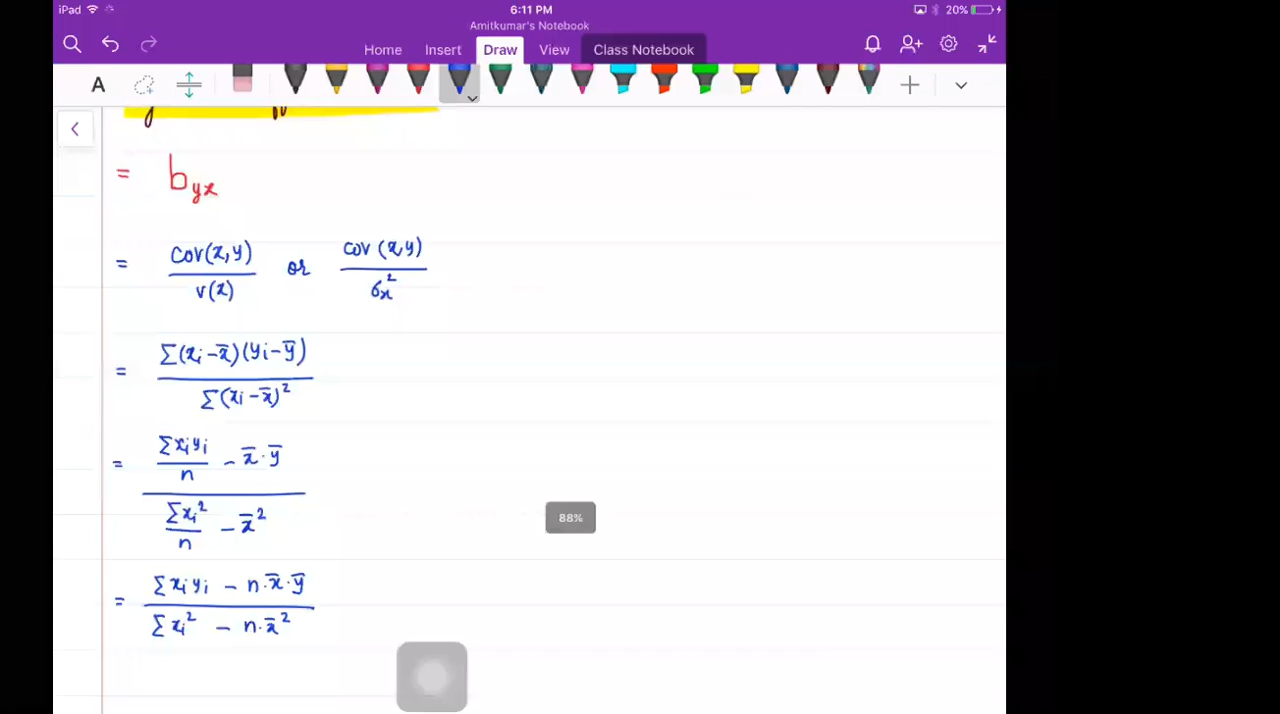 iPad 6:11 PM 20%
Amitkumar's Notebook
Home Insert Draw View Class Notebook
A
= b_yx
= cov(x,y)/v(x) or cov(x,y)/σx²
= Σ(xi-x̄)(yi-ȳ) / Σ(xi-x̄)²
= (Σxiyi/n - x̄·ȳ) / (Σxi²/n - x̄²)
88%
= (Σxiyi - n·x̄·ȳ) / (Σxi² - n·x̄²)